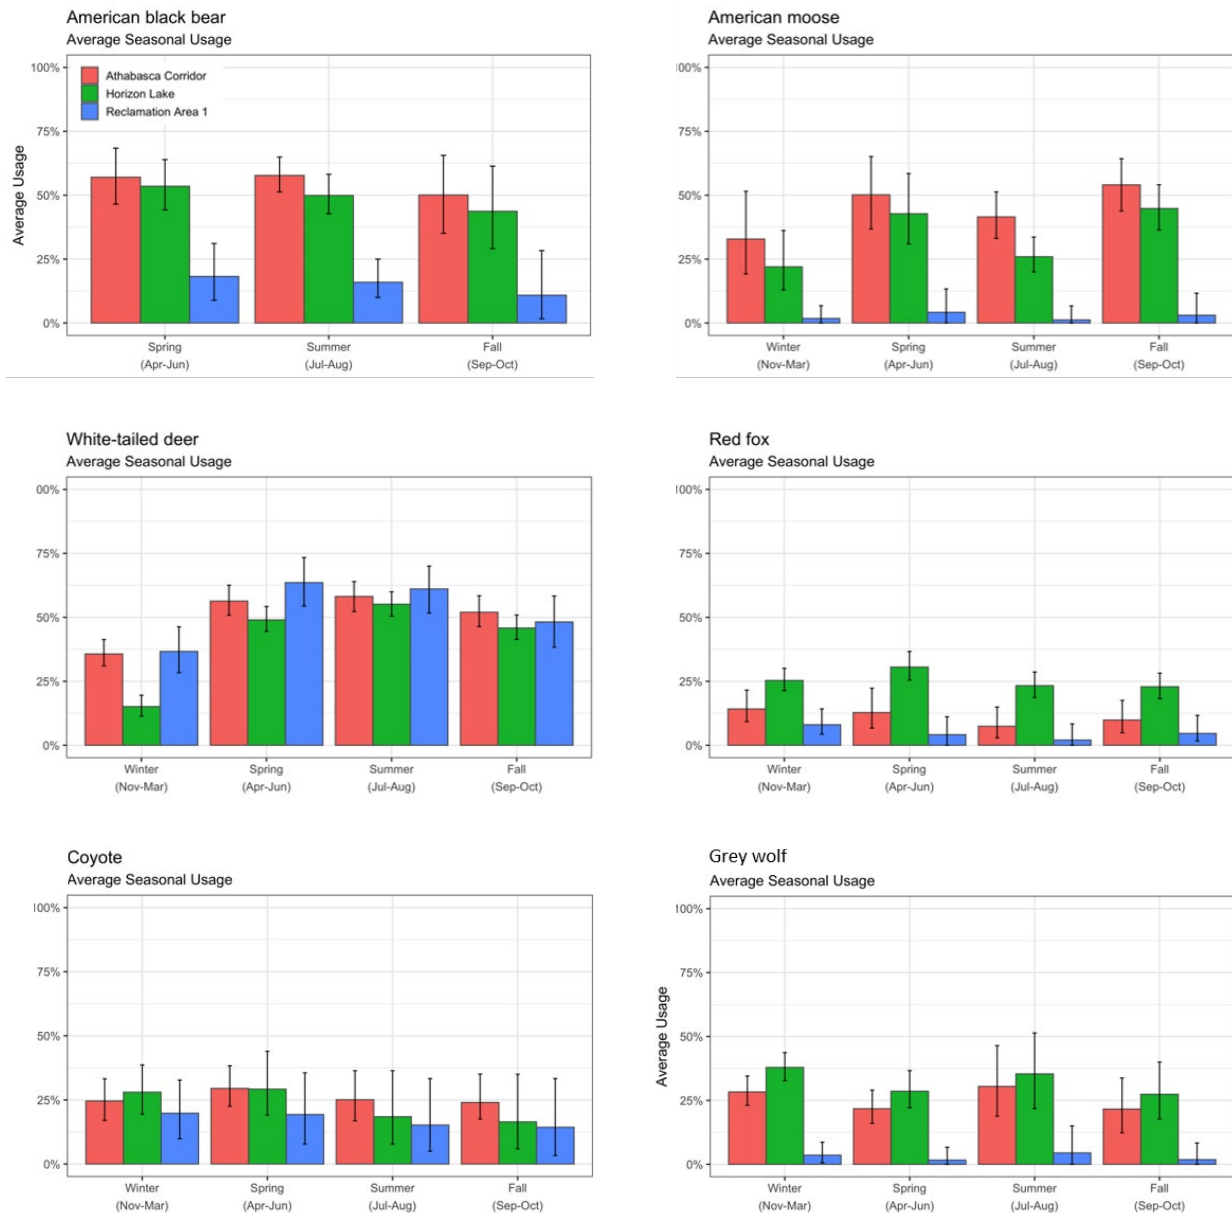 American black bear
Average Seasonal Usage
100%
75%
50%
25%
0%
Average Usage
Athabasca Corridor
Horizon Lake
Reclamation Area 1
Spring Summer Fall
(Apr-Jun) (Jul-Aug) (Sep-Oct)
American moose
Average Seasonal Usage
100%
75%
50%
25%
0%
Winter Spring Summer Fall
(Nov-Mar) (Apr-Jun) (Jul-Aug) (Sep-Oct)
White-tailed deer
Average Seasonal Usage
00%
75%
50%
25%
0%
Winter Spring Summer Fall
(Nov-Mar) (Apr-Jun) (Jul-Aug) (Sep-Oct)
Red fox
Average Seasonal Usage
100%
75%
50%
25%
0%
Winter Spring Summer Fall
(Nov-Mar) (Apr-Jun) (Jul-Aug) (Sep-Oct)
Coyote
Average Seasonal Usage
100%
75%
50%
25%
0%
Winter Spring Summer Fall
(Nov-Mar) (Apr-Jun) (Jul-Aug) (Sep-Oct)
Grey wolf
Average Seasonal Usage
100%
75%
50%
25%
0%
Average Usage
Winter Spring Summer Fall
(Nov-Mar) (Apr-Jun) (Jul-Aug) (Sep-Oct)